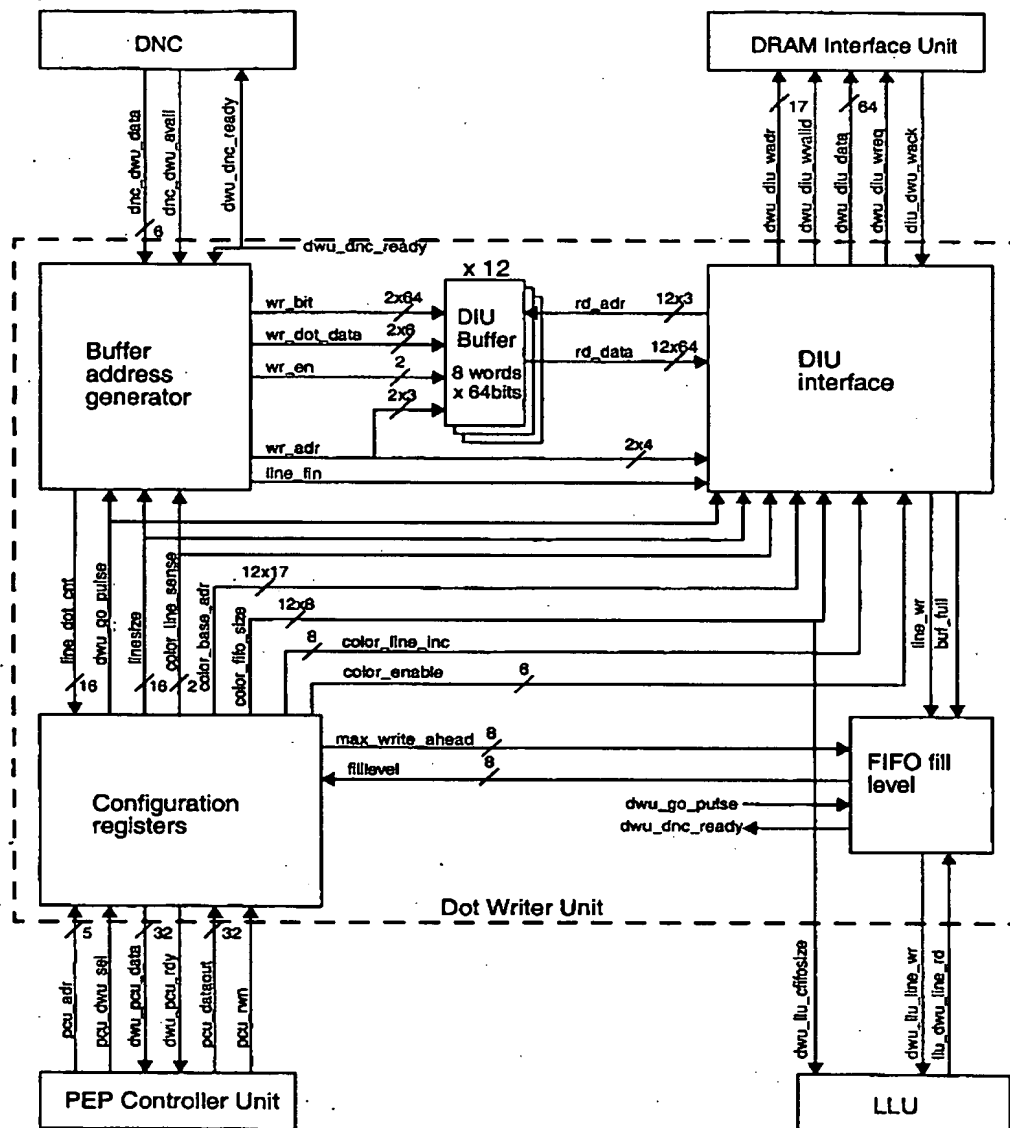 DNC
DRAM Interface Unit
dnc_dwu_data
6
dnc_dwu_avail
dwu_dnc_ready
dwu_diu_wadr
17
dwu_diu_wvalid
dwu_diu_data
64
dwu_diu_wreq
diu_dwu_wack
dwu_dnc_ready
x 12
Buffer
address
generator
wr_bit
2x64
wr_dot_data
2x6
wr_en
2
2x3
wr_adr
2x4
line_fin
DIU
Buffer
8 words
x 64bits
rd_adr
12x3
rd_data
12x64
DIU
interface
line_dot_cnt
16
dwu_go_pulse
linesize
16
color_line_sense
2
color_base_adr
12x17
color_fifo_size
12x8
8
color_line_inc
color_enable
6
line_wr
buf_full
Configuration
registers
max_write_ahead
8
filllevel
8
dwu_go_pulse
dwu_dnc_ready
FIFO fill
level
Dot Writer Unit
pcu_adr
5
pcu_dwu_sel
dwu_pcu_data
32
dwu_pcu_rdy
pcu_dataout
32
pcu_rwn
dwu_llu_cfifosize
dwu_llu_line_wr
llu_dwu_line_rd
PEP Controller Unit
LLU